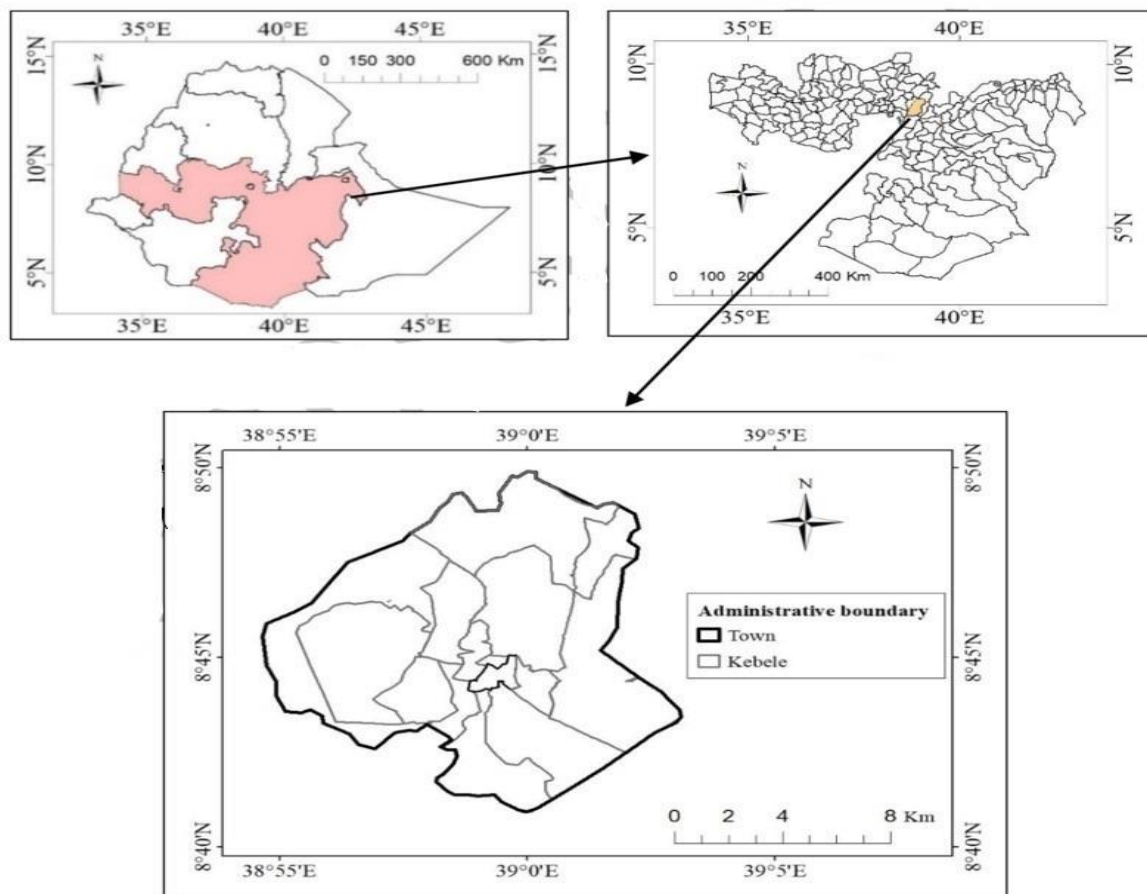 35°E 40°E 45°E
15°N 15°N
N
0 150 300 600 Km
10°N 10°N
5°N 5°N
35°E 40°E 45°E
35°E 40°E
10°N 10°N
N
5°N 5°N
0 100 200 400 Km
35°E 40°E
38°55'E 39°0'E 39°5'E
8°50'N 8°50'N
N
Administrative boundary
Town
Kebele
8°45'N 8°45'N
0 2 4 8 Km
8°40'N 8°40'N
38°55'E 39°0'E 39°5'E